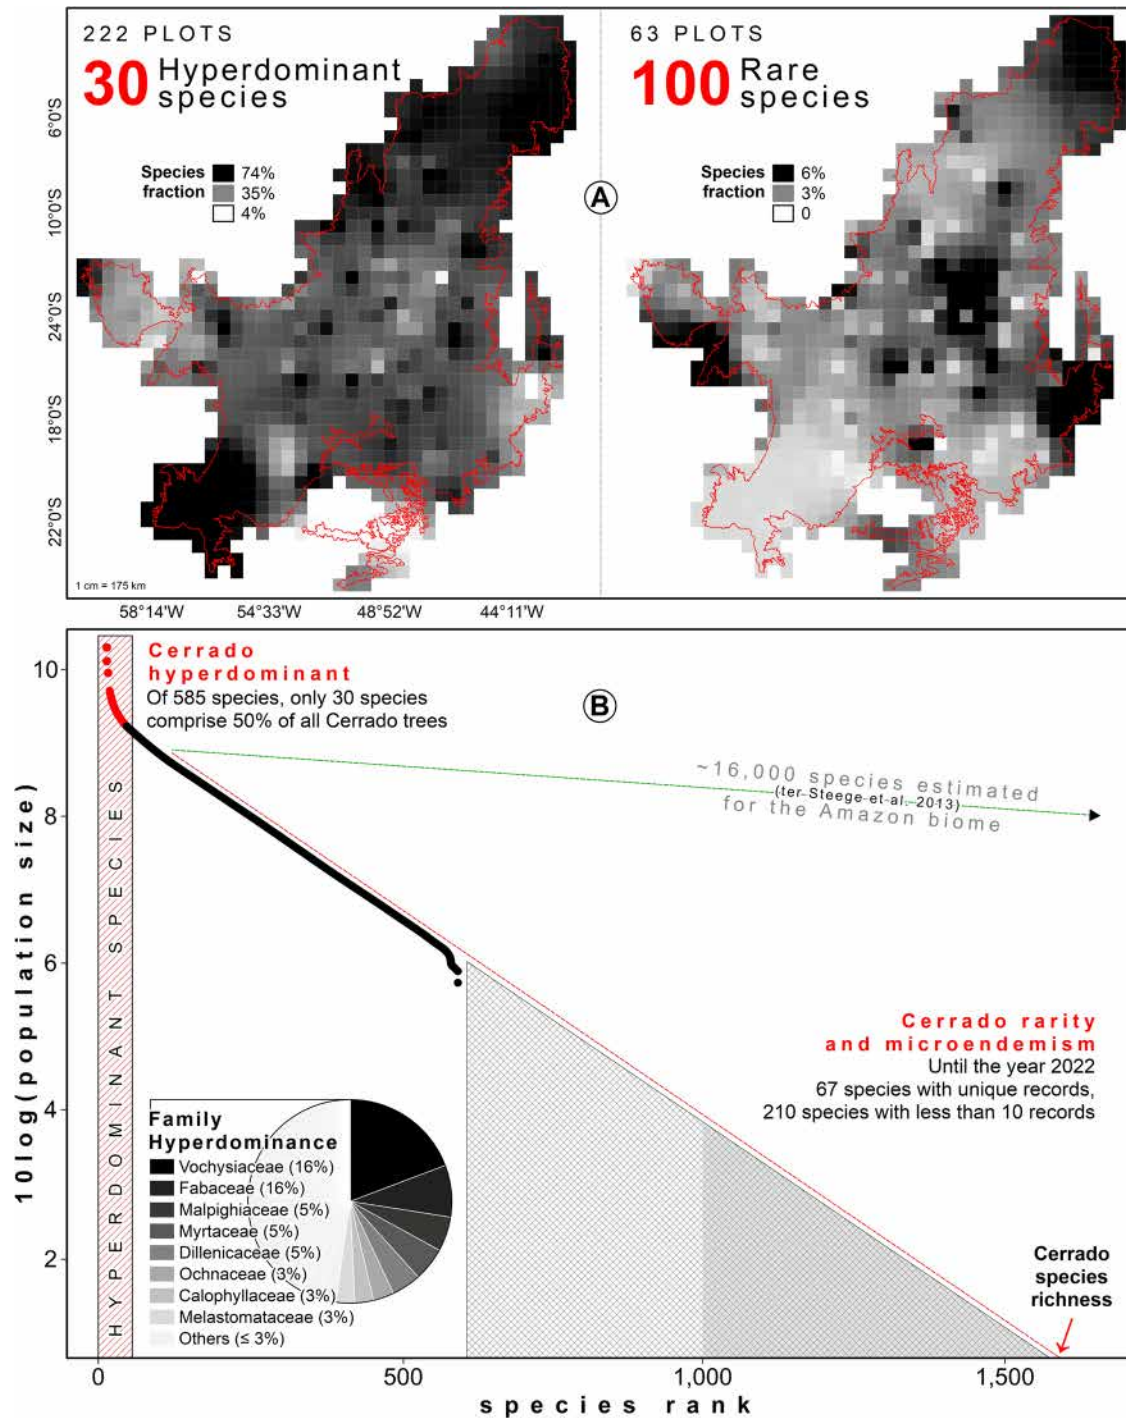 222 PLOTS
30 Hyperdominant
species
Species
fraction
74%
35%
4%
63 PLOTS
100 Rare
species
Species
fraction
6%
3%
0
A
6°0'S
10°0'S
24°0'S
18°0'S
22°0'S
1 cm = 175 km
58°14'W
54°33'W
48°52'W
44°11'W
10
8
6
4
2
10log(population size)
HYPERDOMINANT SPECIES
Cerrado
hyperdominant
Of 585 species, only 30 species
comprise 50% of all Cerrado trees
B
~16,000 species estimated
(ter Steege et al. 2013)
for the Amazon biome
Cerrado rarity
and microendemism
Until the year 2022
67 species with unique records,
210 species with less than 10 records
Family
Hyperdominance
Vochysiaceae (16%)
Fabaceae (16%)
Malpighiaceae (5%)
Myrtaceae (5%)
Dillenicaceae (5%)
Ochnaceae (3%)
Calophyllaceae (3%)
Melastomataceae (3%)
Others (≤ 3%)
Cerrado
species
richness
0
500
1,000
1,500
species rank